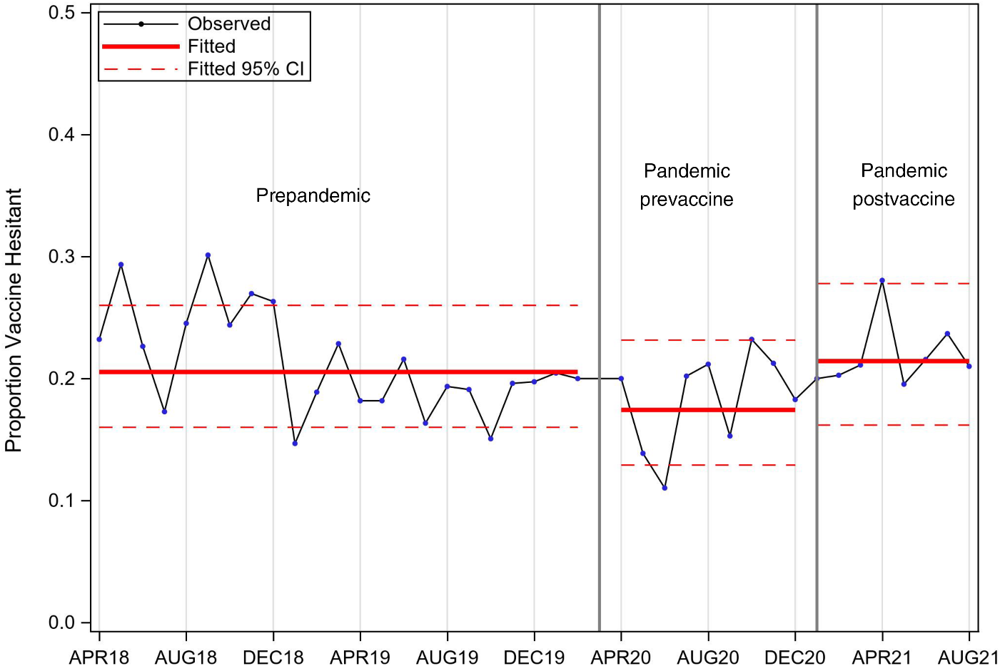 0.5
0.4
0.3
0.2
0.1
0.0
Proportion Vaccine Hesitant
Observed
Fitted
Fitted 95% CI
Prepandemic
Pandemic
prevaccine
Pandemic
postvaccine
APR18 AUG18 DEC18 APR19 AUG19 DEC19 APR20 AUG20 DEC20 APR21 AUG21